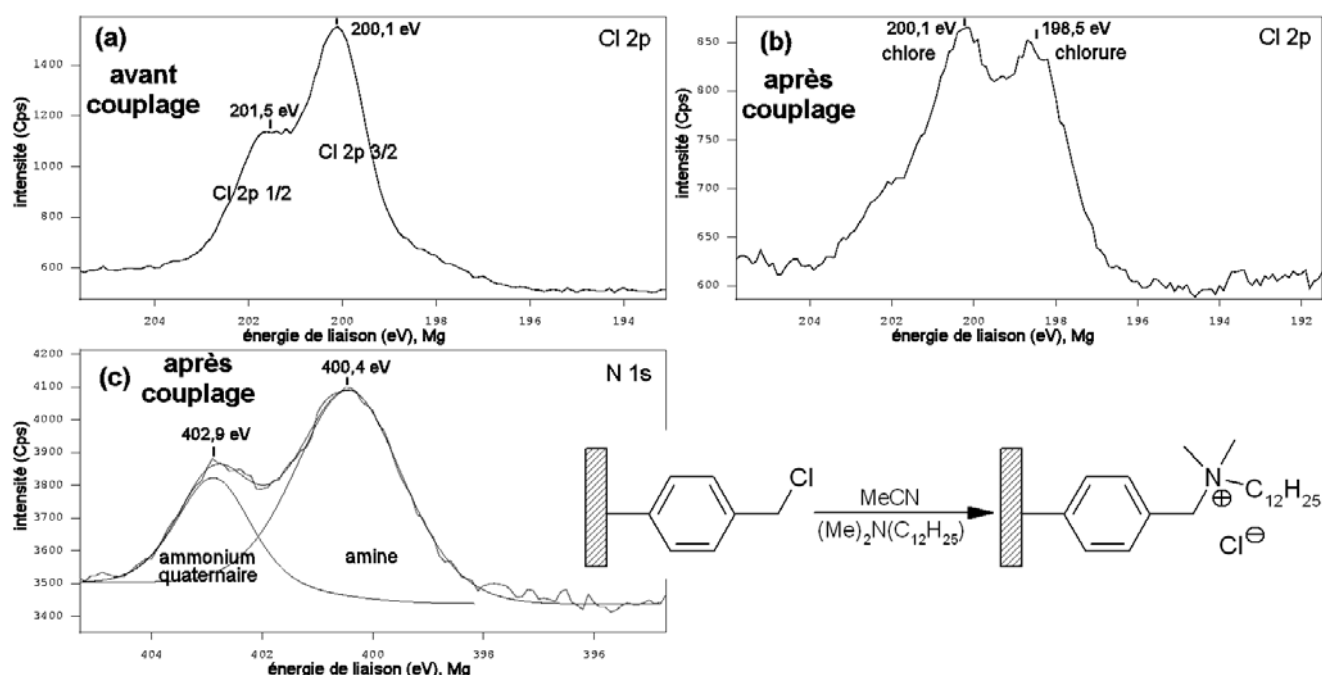 (a)
avant
couplage
200,1 eV
201,5 eV
Cl 2p
Cl 2p 3/2
Cl 2p 1/2
intensité (Cps)
1400
1200
1000
800
600
204
202
200
198
196
194
énergie de liaison (eV), Mg
(b)
après
couplage
200,1 eV
chlore
198,5 eV
chlorure
Cl 2p
intensité (Cps)
850
800
750
700
650
600
204
202
200
198
196
194
192
énergie de liaison (eV), Mg
(c)
après
couplage
400,4 eV
N 1s
402,9 eV
ammonium
quaternaire
amine
intensité (Cps)
4200
4100
4000
3900
3800
3700
3600
3500
3400
404
402
400
398
396
énergie de liaison (eV), Mg
Cl
MeCN
(Me)₂N(C₁₂H₂₅)
N
⊕
C₁₂H₂₅
Cl⊖